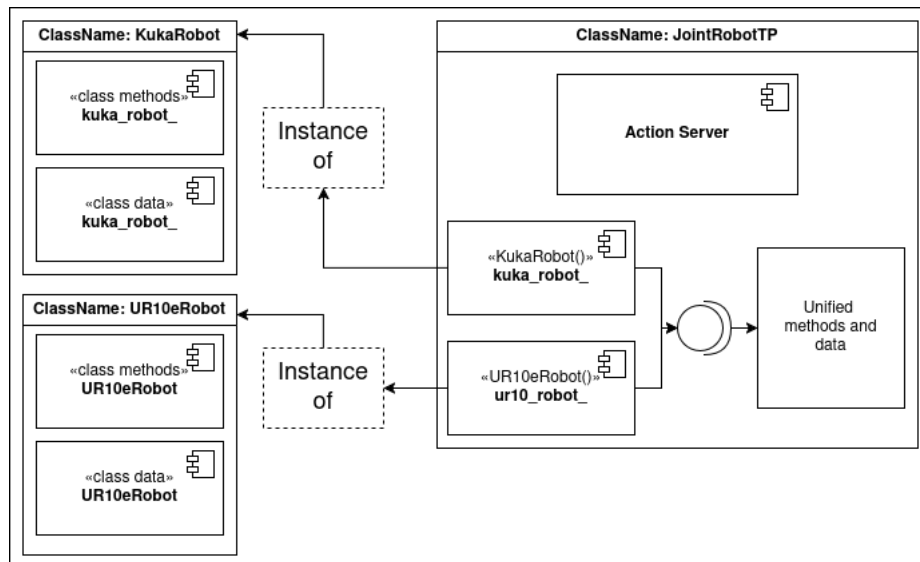 ClassName: KukaRobot
«class methods»
kuka_robot_
«class data»
kuka_robot_
ClassName: UR10eRobot
«class methods»
UR10eRobot
«class data»
UR10eRobot
Instance
of
Instance
of
ClassName: JointRobotTP
Action Server
«KukaRobot()»
kuka_robot_
«UR10eRobot()»
ur10_robot_
Unified
methods and
data